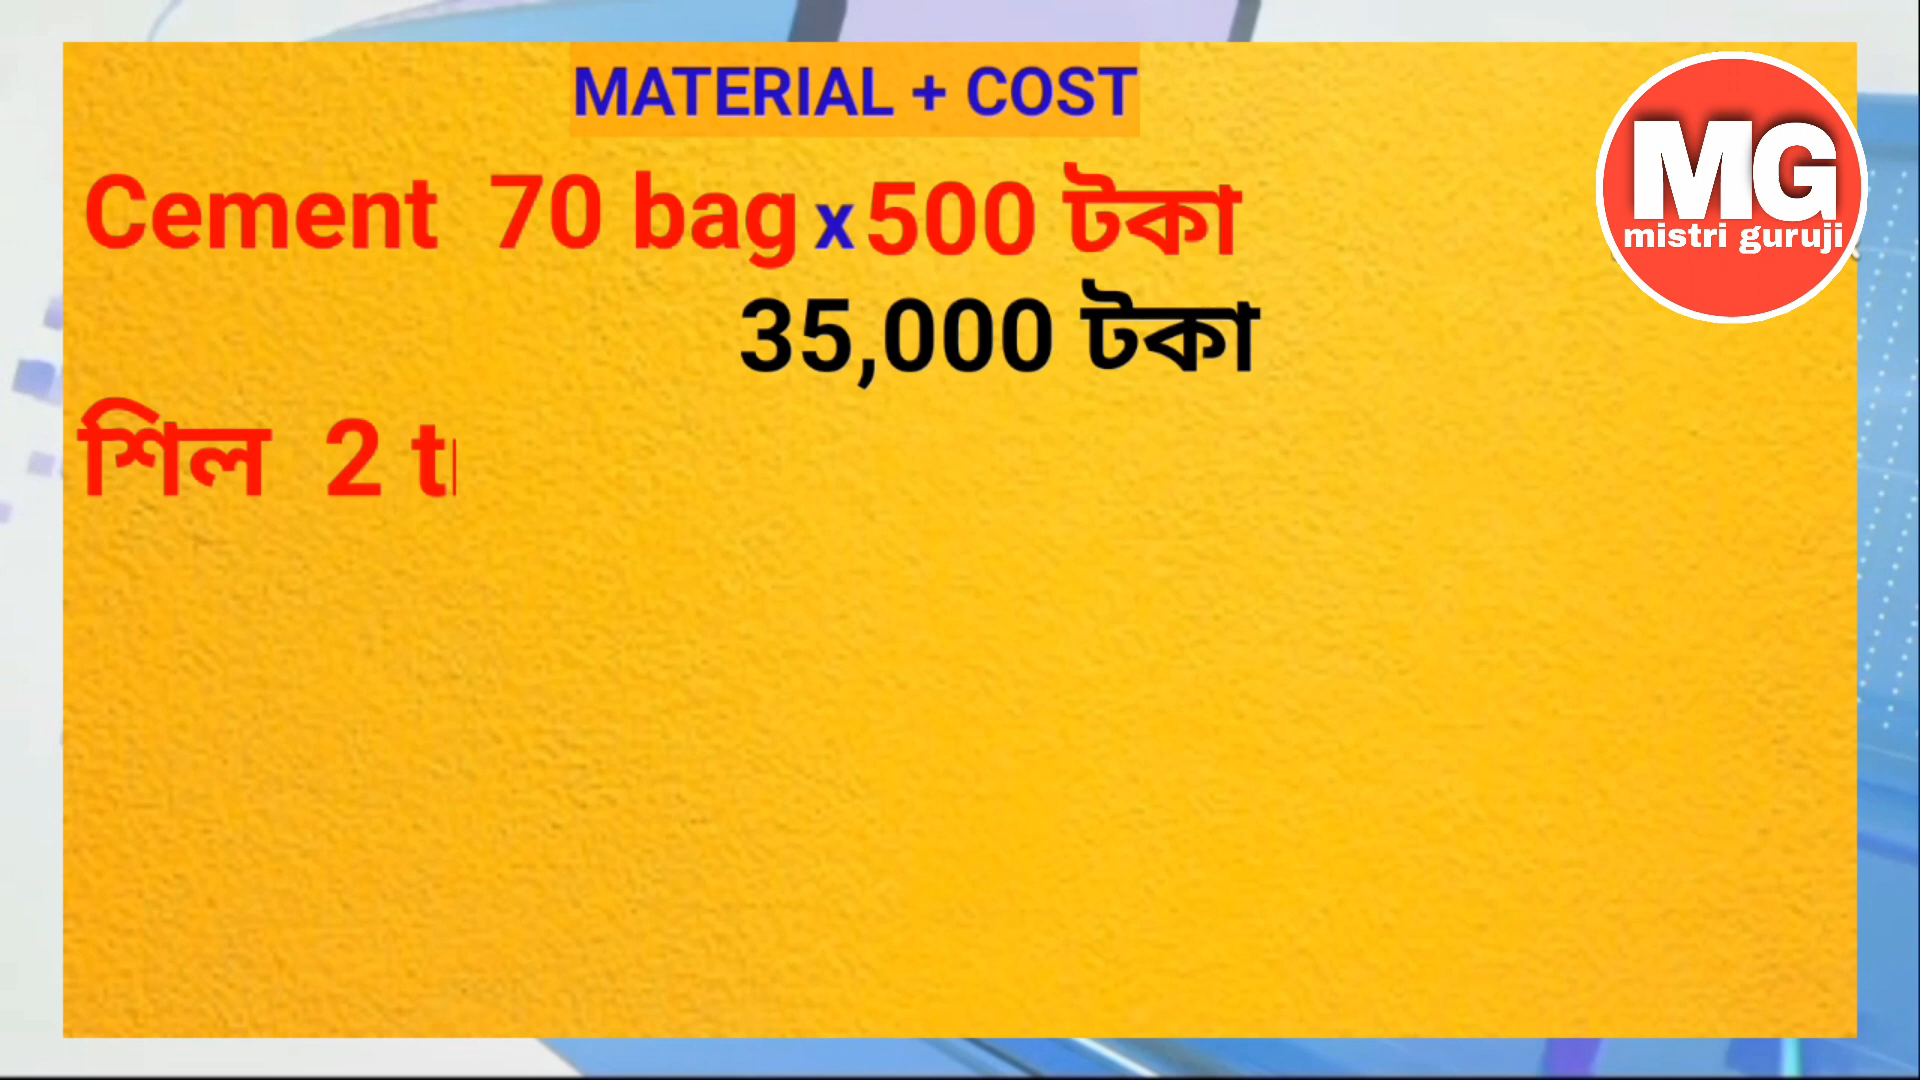 MATERIAL + COST
MG
mistri guruji
Cement 70 bag x 500 টকা
35,000 টকা
শিল 2 t